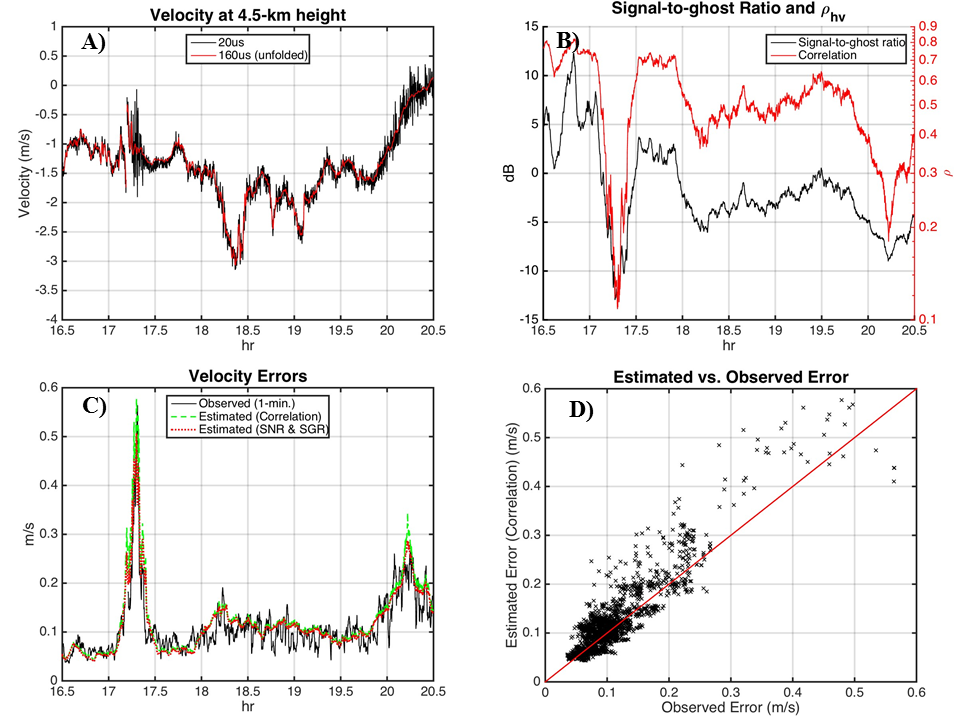 Velocity at 4.5-km height
A)
20us
160us (unfolded)
1
0.5
0
-0.5
-1
-1.5
-2
-2.5
-3
-3.5
-4
Velocity (m/s)
16.5 17 17.5 18 18.5 19 19.5 20 20.5
hr
Signal-to-ghost Ratio and ρhv
B)
Signal-to-ghost ratio
Correlation
15
10
5
0
-5
-10
-15
dB
0.9
0.8
0.7
0.6
0.5
0.4
0.3
0.2
0.1
ρ
16.5 17 17.5 18 18.5 19 19.5 20 20.5
hr
Velocity Errors
C)
Observed (1-min.)
Estimated (Correlation)
Estimated (SNR & SGR)
0.6
0.5
0.4
0.3
0.2
0.1
0
m/s
16.5 17 17.5 18 18.5 19 19.5 20 20.5
hr
Estimated vs. Observed Error
D)
0.6
0.5
0.4
0.3
0.2
0.1
0
Estimated Error (Correlation) (m/s)
0 0.1 0.2 0.3 0.4 0.5 0.6
Observed Error (m/s)